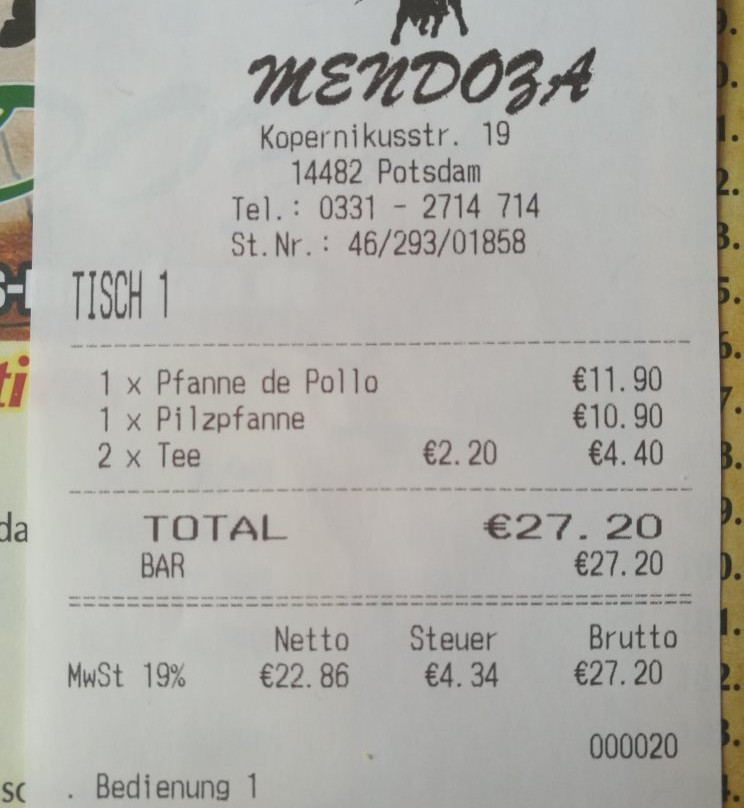 MENDOZA
Kopernikusstr. 19
14482 Potsdam
Tel.: 0331 - 2714 714
St.Nr.: 46/293/01858
TISCH 1
1 x Pfanne de Pollo €11.90
1 x Pilzpfanne €10.90
2 x Tee €2.20 €4.40
TOTAL €27.20
BAR €27.20
Netto Steuer Brutto
MwSt 19% €22.86 €4.34 €27.20
000020
. Bedienung 1